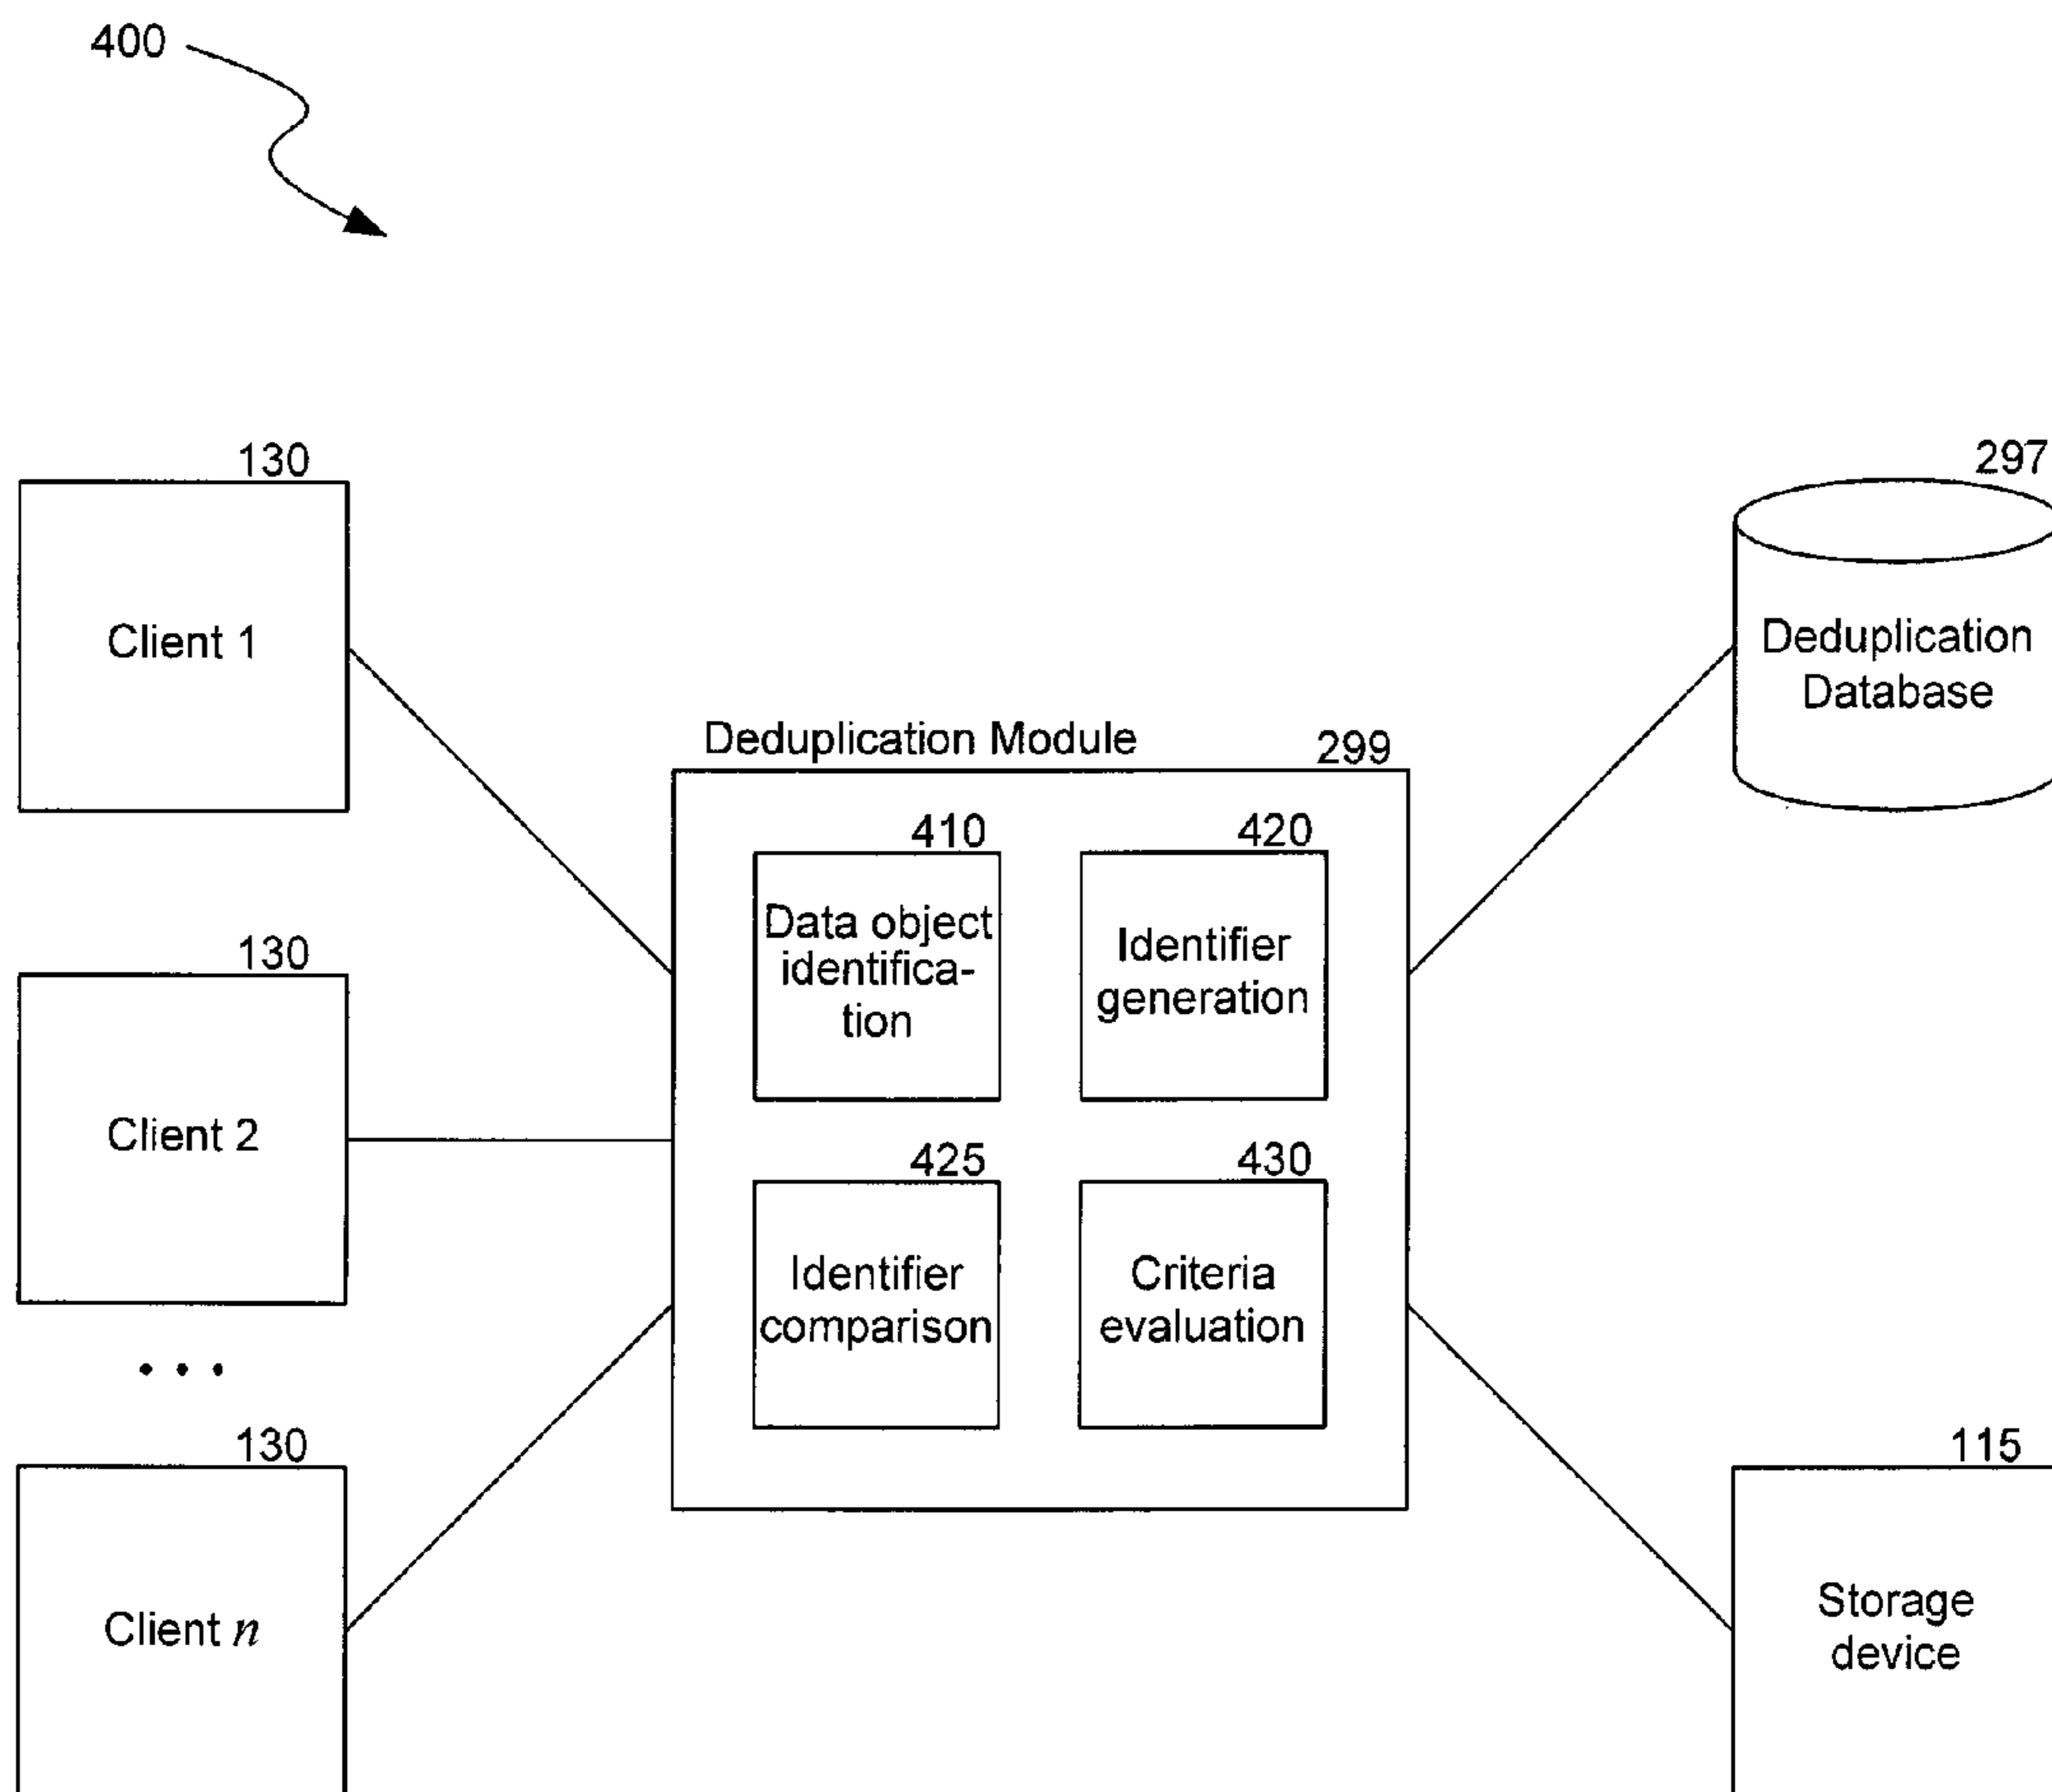 400
130
Client 1
130
Client 2
• • •
130
Client n
Deduplication Module
299
410
Data object
identifica-
tion
420
Identifier
generation
425
Identifier
comparison
430
Criteria
evaluation
297
Deduplication
Database
115
Storage
device